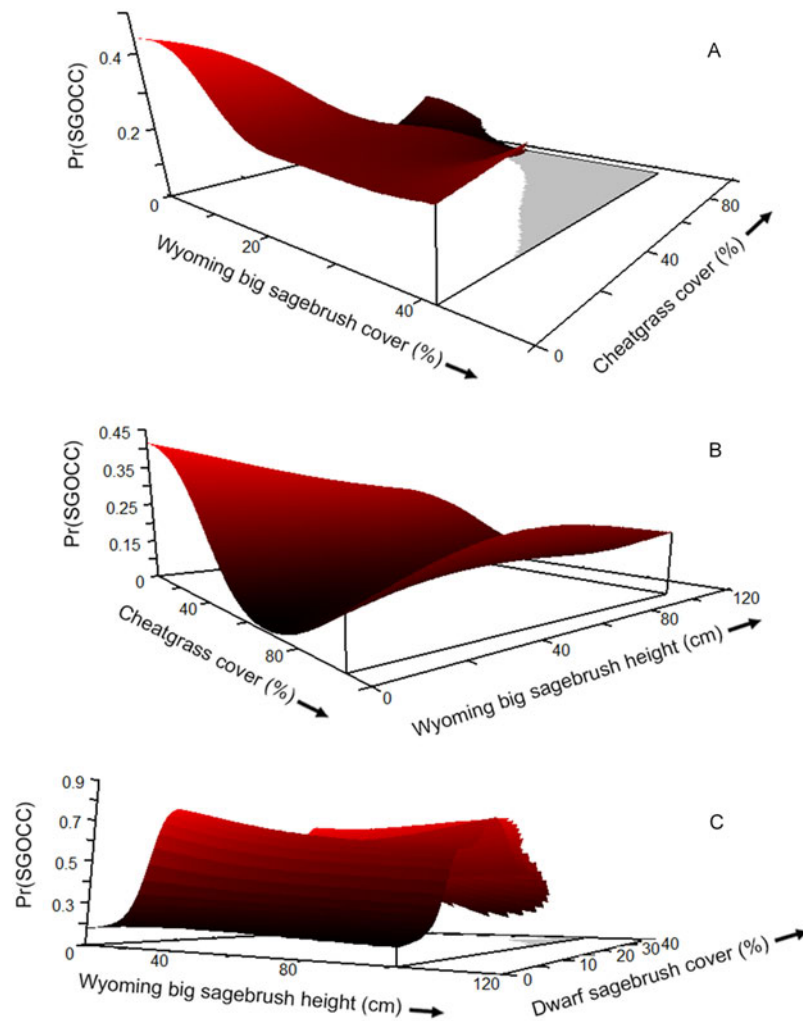 A
Pr(SGOCC)
0.4
0.2
0
20
40
Wyoming big sagebrush cover (%)
0
40
80
Cheatgrass cover (%)
B
Pr(SGOCC)
0.45
0.35
0.25
0.15
0
40
80
Cheatgrass cover (%)
0
40
80
120
Wyoming big sagebrush height (cm)
C
Pr(SGOCC)
0.9
0.7
0.5
0.3
0
40
80
120
Wyoming big sagebrush height (cm)
0
10
20
30
40
Dwarf sagebrush cover (%)